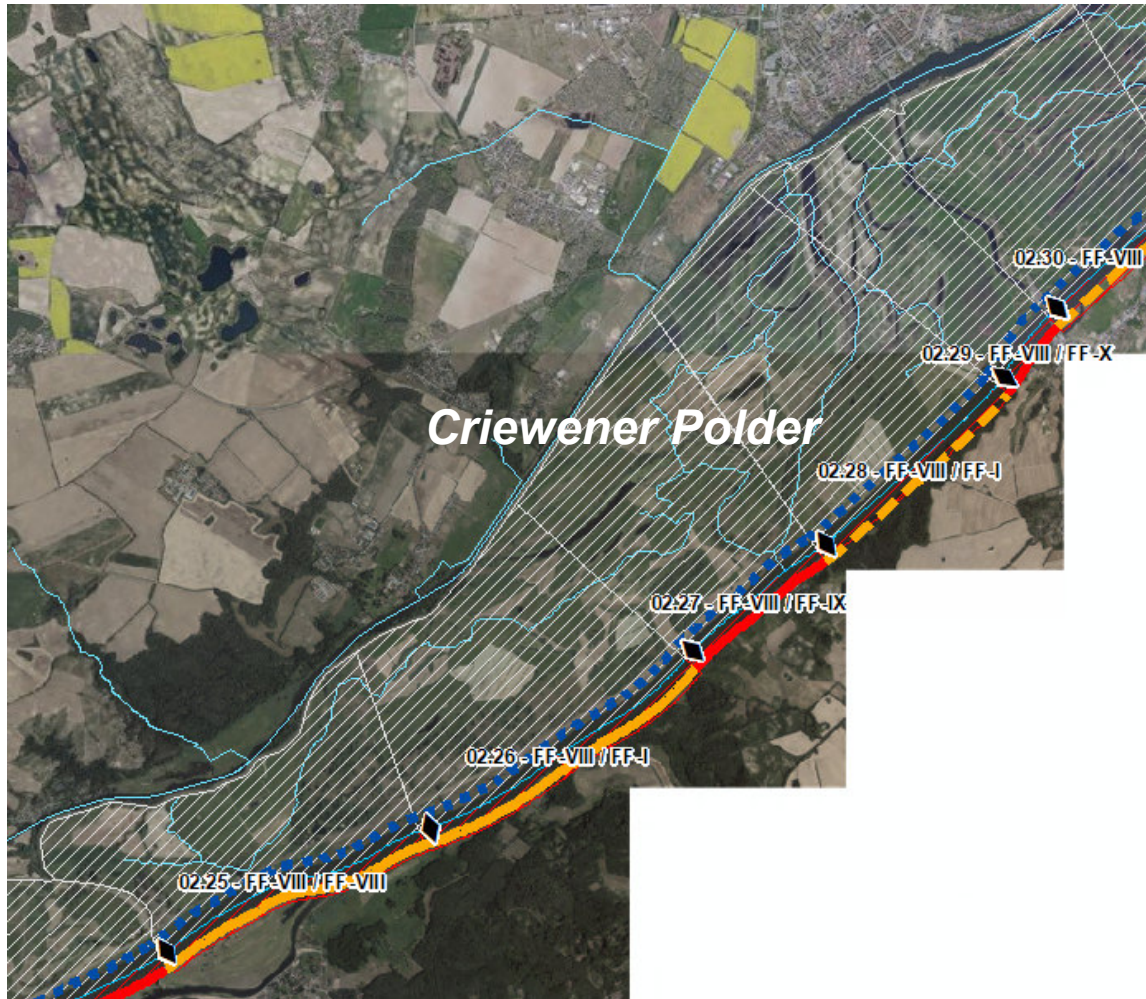 02.30 - FF-VIII
02.29 - FF-VIII / FF-X
Criewener Polder
02.28 - FF-VIII / FF-I
02.27 - FF-VIII / FF-IX
02.26 - FF-VIII / FF-I
02.25 - FF-VIII / FF-VIII